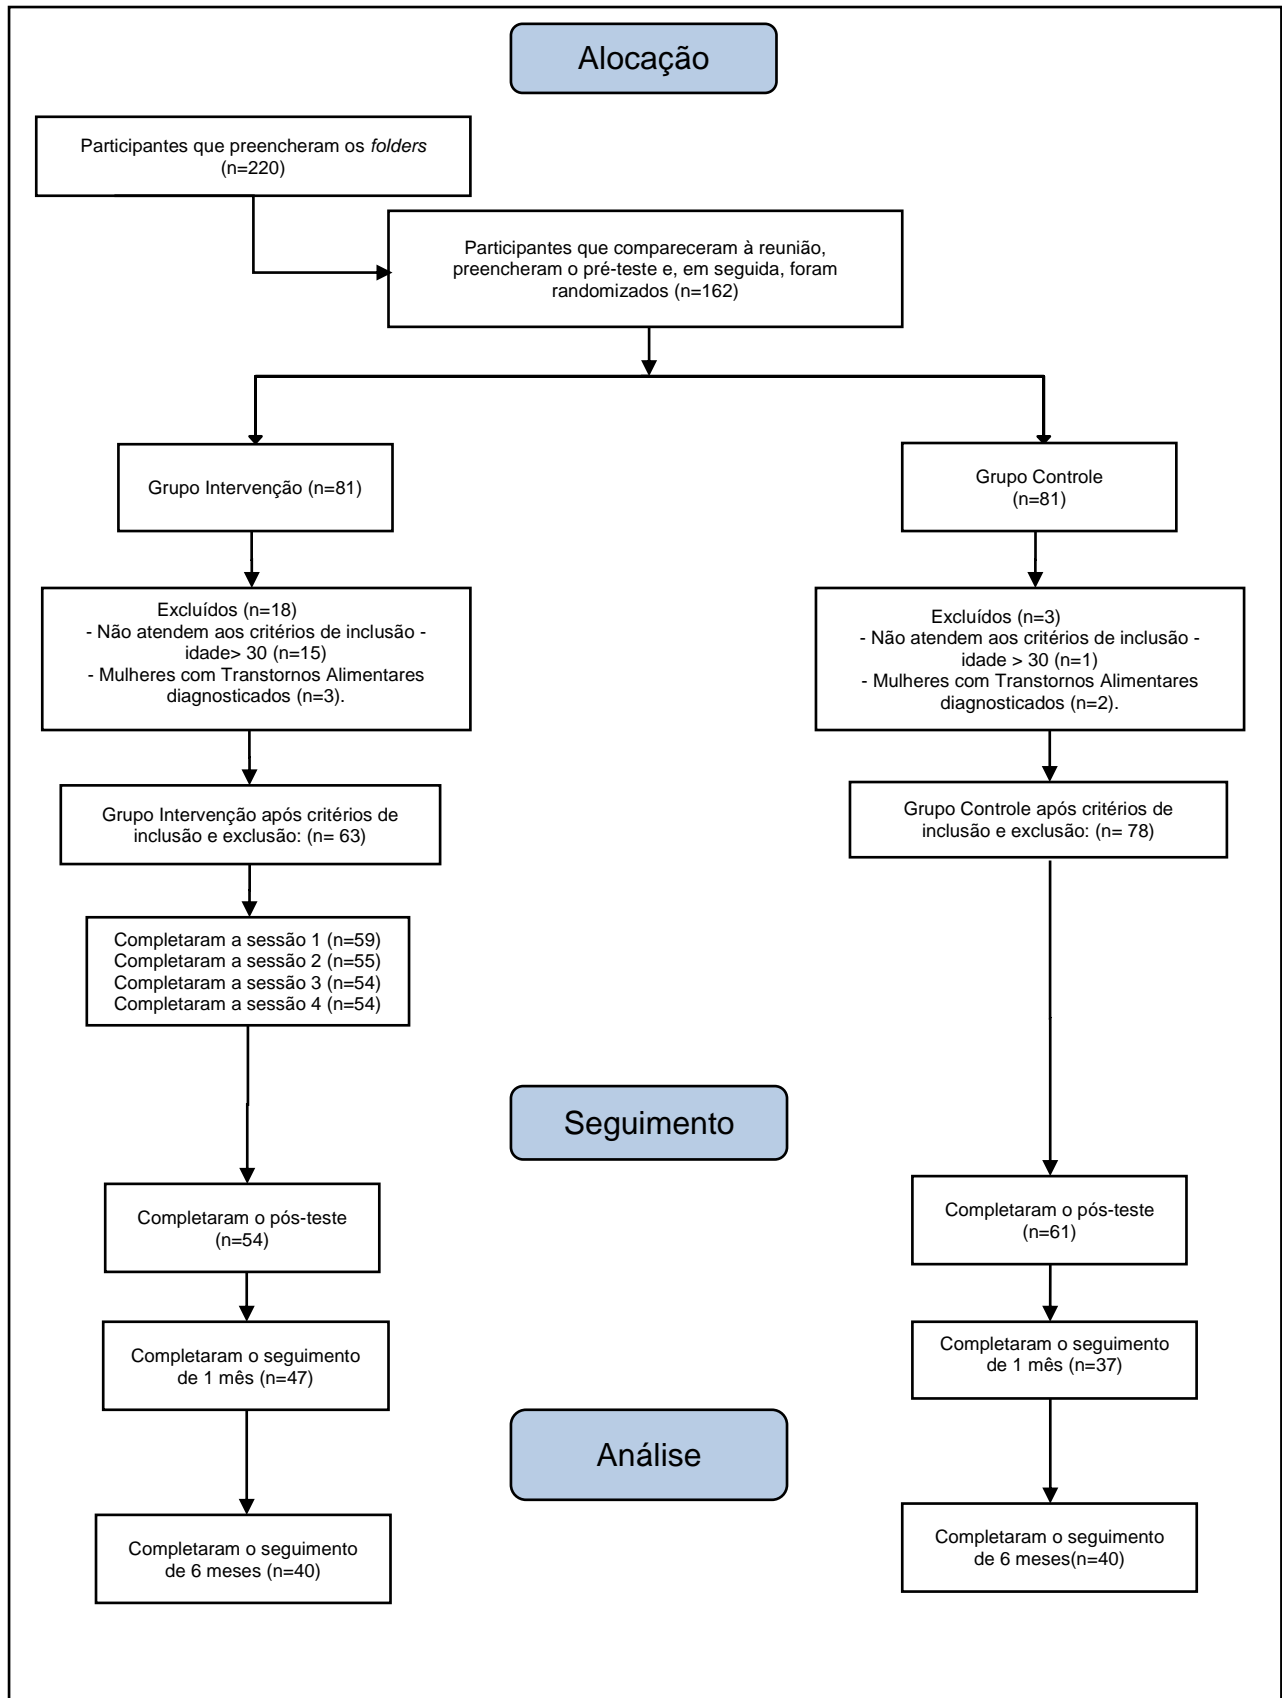 Alocação
Participantes que preencheram os folders
(n=220)
Participantes que compareceram à reunião,
preencheram o pré-teste e, em seguida, foram
randomizados (n=162)
Grupo Intervenção (n=81)
Grupo Controle
(n=81)
Excluídos (n=18)
- Não atendem aos critérios de inclusão -
idade> 30 (n=15)
- Mulheres com Transtornos Alimentares
diagnosticados (n=3).
Excluídos (n=3)
- Não atendem aos critérios de inclusão -
idade > 30 (n=1)
- Mulheres com Transtornos Alimentares
diagnosticados (n=2).
Grupo Intervenção após critérios de
inclusão e exclusão: (n= 63)
Grupo Controle após critérios de
inclusão e exclusão: (n= 78)
Completaram a sessão 1 (n=59)
Completaram a sessão 2 (n=55)
Completaram a sessão 3 (n=54)
Completaram a sessão 4 (n=54)
Seguimento
Completaram o pós-teste
(n=54)
Completaram o pós-teste
(n=61)
Completaram o seguimento
de 1 mês (n=47)
Completaram o seguimento
de 1 mês (n=37)
Análise
Completaram o seguimento
de 6 meses (n=40)
Completaram o seguimento
de 6 meses(n=40)